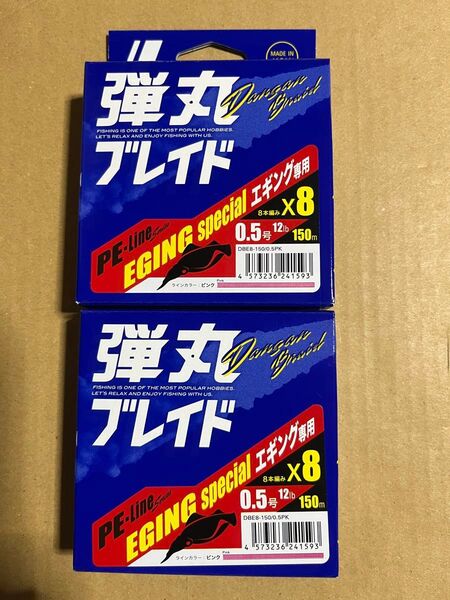 MADE IN
弾丸
Dangan Braid
FISHING IS ONE OF THE MOST POPULAR HOBBIES.
LET'S RELAX AND ENJOY FISHING WITH US.
ブレイド
PE-Line Series
EGING special エギング専用
8本編み X8
0.5号 12lb 150m
DBE8-150/0.5PK
Pink
ラインカラー：ピンク
4 573236 241593
弾丸
Dangan Braid
FISHING IS ONE OF THE MOST POPULAR HOBBIES.
LET'S RELAX AND ENJOY FISHING WITH US.
ブレイド
PE-Line Series
EGING special エギング専用
8本編み X8
0.5号 12lb 150m
DBE8-150/0.5PK
Pink
ラインカラー：ピンク
4 573236 241593